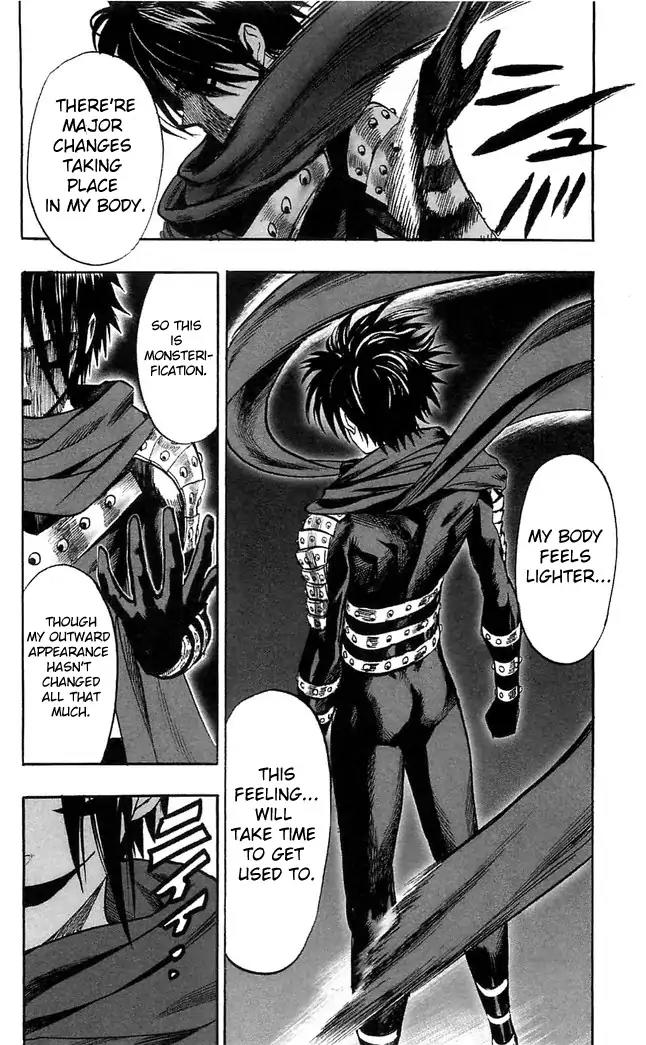 THERE'RE
MAJOR
CHANGES
TAKING
PLACE
IN MY BODY.
MY BODY
FEELS
LIGHTER...
THIS
FEELING...
WILL
TAKE TIME
TO GET
USED TO.
SO THIS
IS
MONSTERI-
FICATION.
THOUGH
MY OUTWARD
APPEARANCE
HASN'T
CHANGED
ALL THAT
MUCH.